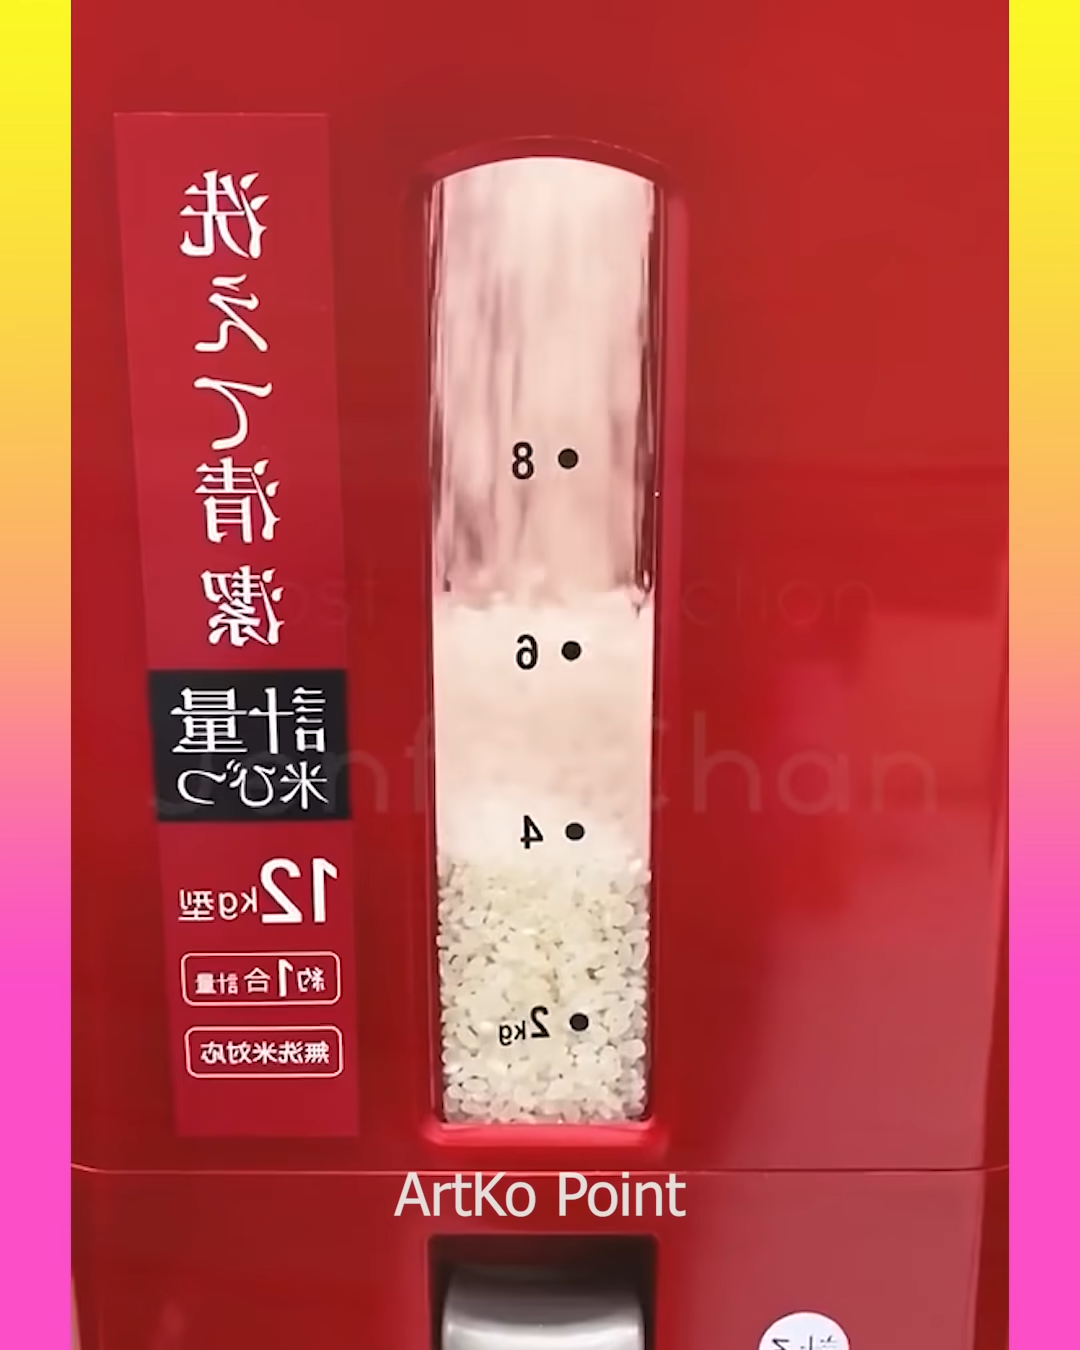 洗えて清潔
計量
米びつ
12kg型
約1合計量
無洗米対応
8
6
4
2kg
Chan
ArtKo Point